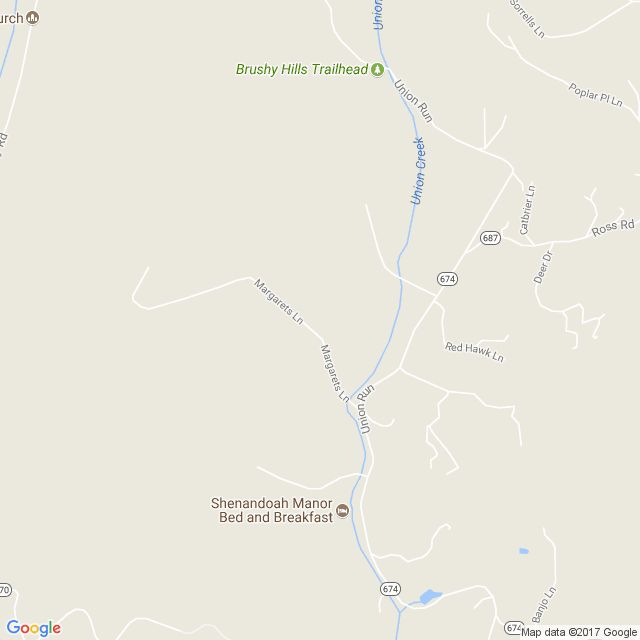 Union
Sorrells Ln
urch
Brushy Hills Trailhead
Union Run
Poplar Pl Ln
Rd
Union Creek
Catbrier Ln
Ross Rd
687
Deer Dr
674
Margarets Ln
Margarets Ln
Red Hawk Ln
Union Run
Shenandoah Manor
Bed and Breakfast
70
674
Banjo Ln
674
Google
Map data ©2017 Google